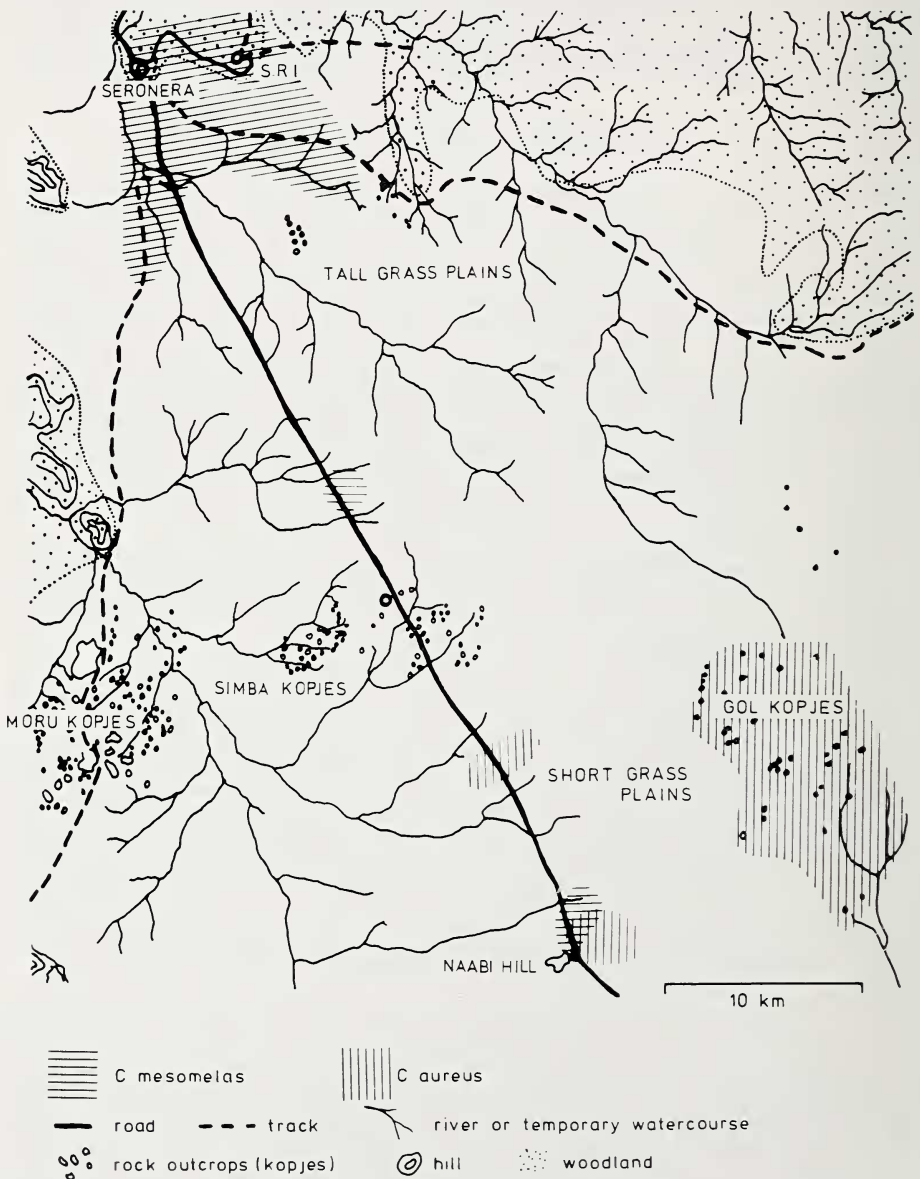 S.R I
SERONERA
TALL GRASS PLAINS
SIMBA KOPJES
MORU KOPJES
GOL KOPJES
SHORT GRASS
PLAINS
NAABI HILL
10 km
C mesomelas
C aureus
road
track
river or temporary watercourse
rock outcrops (kopjes)
hill
woodland